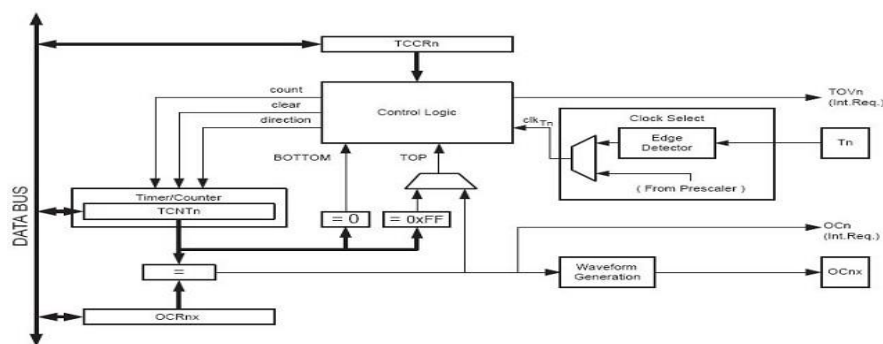 TCCRn
count
clear
direction
Control Logic
TOVn
(Int.Req.)
Clock Select
clkTn
Edge
Detector
Tn
( From Prescaler )
BOTTOM
TOP
DATA BUS
Timer/Counter
TCNTn
= 0
= 0xFF
=
OCn
(Int.Req.)
Waveform
Generation
OCnx
OCRnx